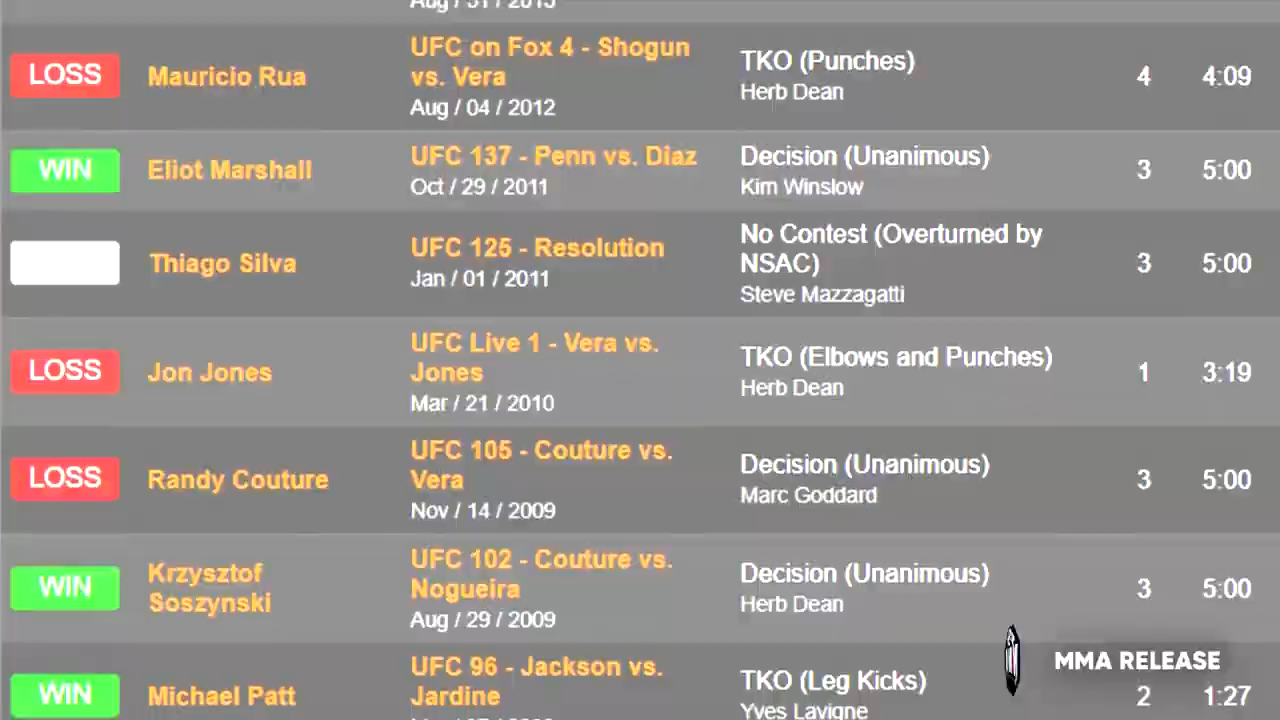 Aug / 31 / 2013
LOSS
Mauricio Rua
UFC on Fox 4 - Shogun
vs. Vera
Aug / 04 / 2012
TKO (Punches)
Herb Dean
4
4:09
WIN
Eliot Marshall
UFC 137 - Penn vs. Diaz
Oct / 29 / 2011
Decision (Unanimous)
Kim Winslow
3
5:00
Thiago Silva
UFC 125 - Resolution
Jan / 01 / 2011
No Contest (Overturned by
NSAC)
Steve Mazzagatti
3
5:00
LOSS
Jon Jones
UFC Live 1 - Vera vs.
Jones
Mar / 21 / 2010
TKO (Elbows and Punches)
Herb Dean
1
3:19
LOSS
Randy Couture
UFC 105 - Couture vs.
Vera
Nov / 14 / 2009
Decision (Unanimous)
Marc Goddard
3
5:00
WIN
Krzysztof
Soszynski
UFC 102 - Couture vs.
Nogueira
Aug / 29 / 2009
Decision (Unanimous)
Herb Dean
3
5:00
WIN
Michael Patt
UFC 96 - Jackson vs.
Jardine
TKO (Leg Kicks)
Yves Lavigne
2
1:27
MMA RELEASE